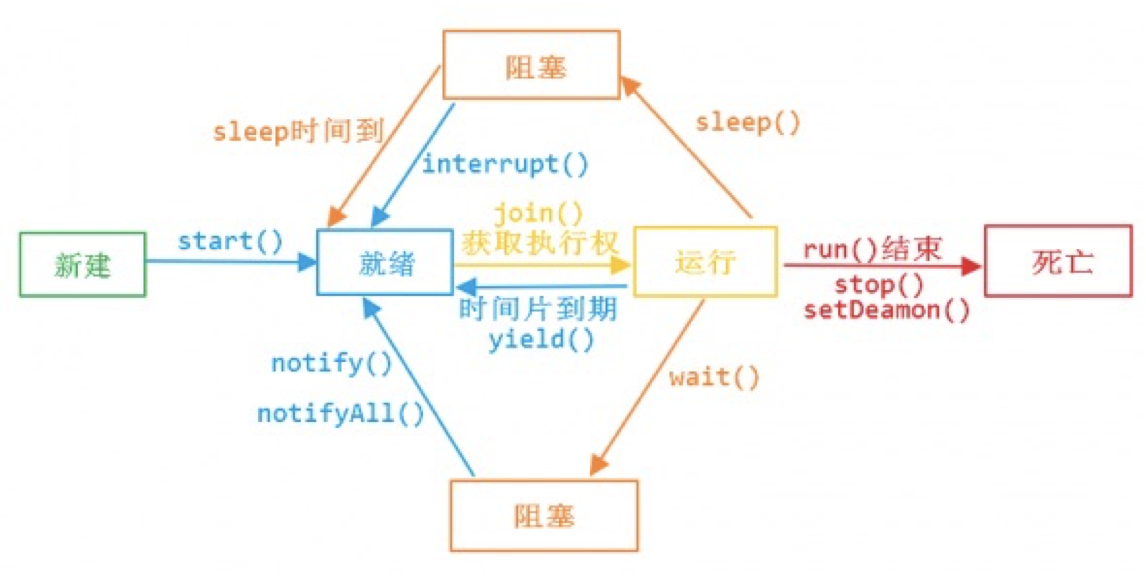 阻塞
sleep时间到
sleep()
interrupt()
新建
start()
就绪
join()
获取执行权
运行
run()结束
stop()
setDeamon()
死亡
时间片到期
yield()
notify()
notifyAll()
wait()
阻塞